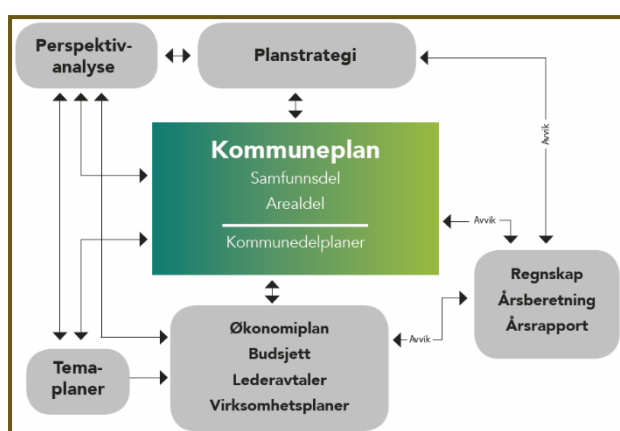 Perspektiv-
analyse
Planstrategi
Kommuneplan
Samfunnsdel
Arealdel
Kommunedelplaner
Avvik
Avvik
Regnskap
Årsberetning
Årsrapport
Økonomiplan
Budsjett
Lederavtaler
Virksomhetsplaner
Avvik
Tema-
planer